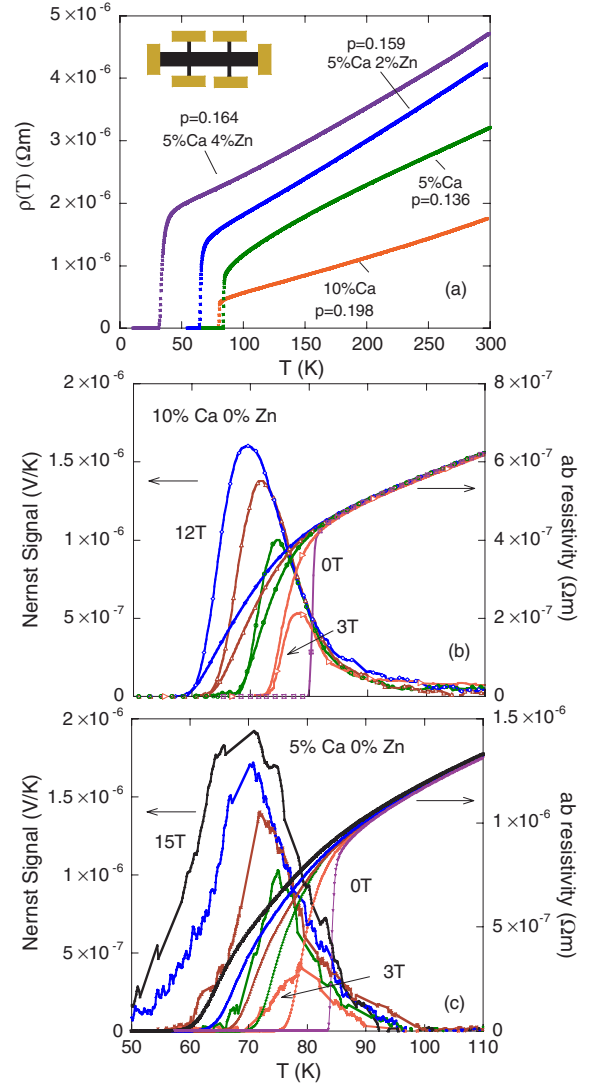 5×10⁻⁶
4×10⁻⁶
3×10⁻⁶
2×10⁻⁶
1×10⁻⁶
0
ρ(T) (Ωm)
p=0.159
5%Ca 2%Zn
p=0.164
5%Ca 4%Zn
5%Ca
p=0.136
10%Ca
p=0.198
(a)
0 50 100 150 200 250 300
T (K)
2×10⁻⁶
1.5×10⁻⁶
1×10⁻⁶
5×10⁻⁷
0
Nernst Signal (V/K)
10% Ca 0% Zn
12T
0T
3T
(b)
8×10⁻⁷
6×10⁻⁷
4×10⁻⁷
2×10⁻⁷
0
ab resistivity (Ωm)
2×10⁻⁶
1.5×10⁻⁶
1×10⁻⁶
5×10⁻⁷
0
Nernst Signal (V/K)
5% Ca 0% Zn
15T
0T
3T
(c)
1.5×10⁻⁶
1×10⁻⁶
5×10⁻⁷
0
ab resistivity (Ωm)
50 60 70 80 90 100 110
T (K)